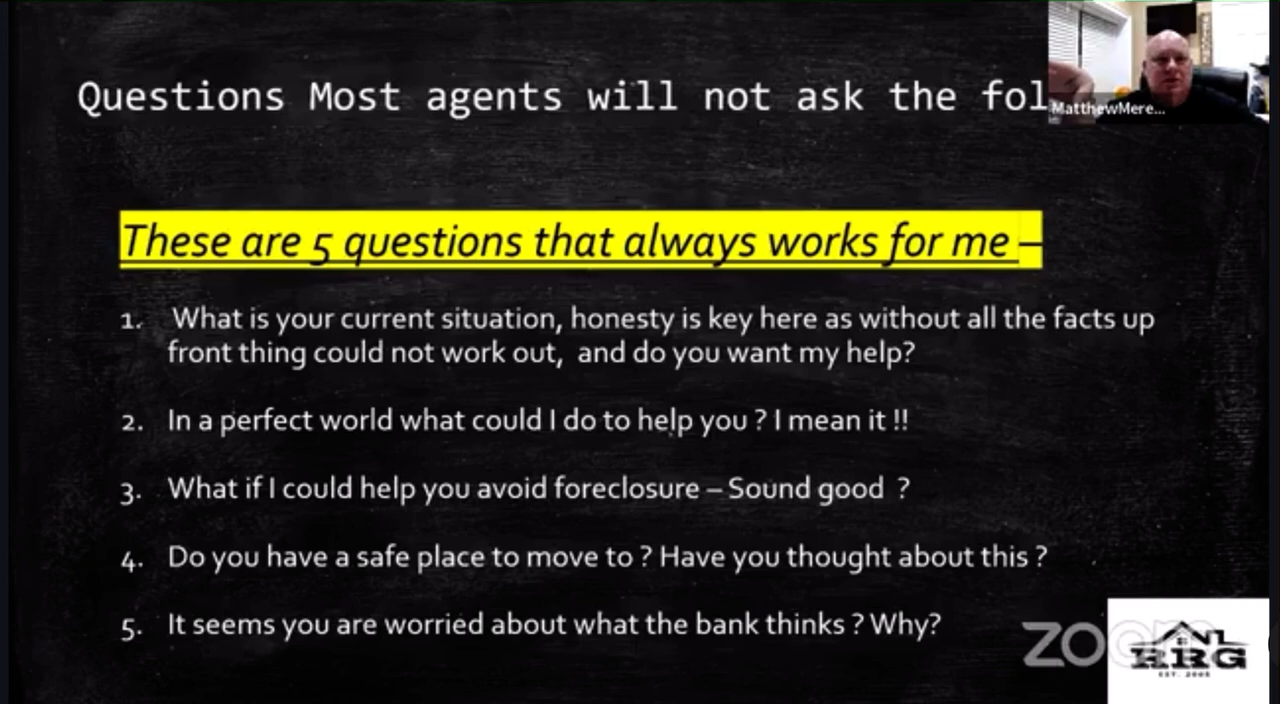 Questions Most agents will not ask the fol
MatthewMere...
These are 5 questions that always works for me –
1. What is your current situation, honesty is key here as without all the facts up
front thing could not work out, and do you want my help?
2. In a perfect world what could I do to help you ? I mean it !!
3. What if I could help you avoid foreclosure – Sound good ?
4. Do you have a safe place to move to ? Have you thought about this ?
5. It seems you are worried about what the bank thinks ? Why?
zoom
RRG
EST. 2005